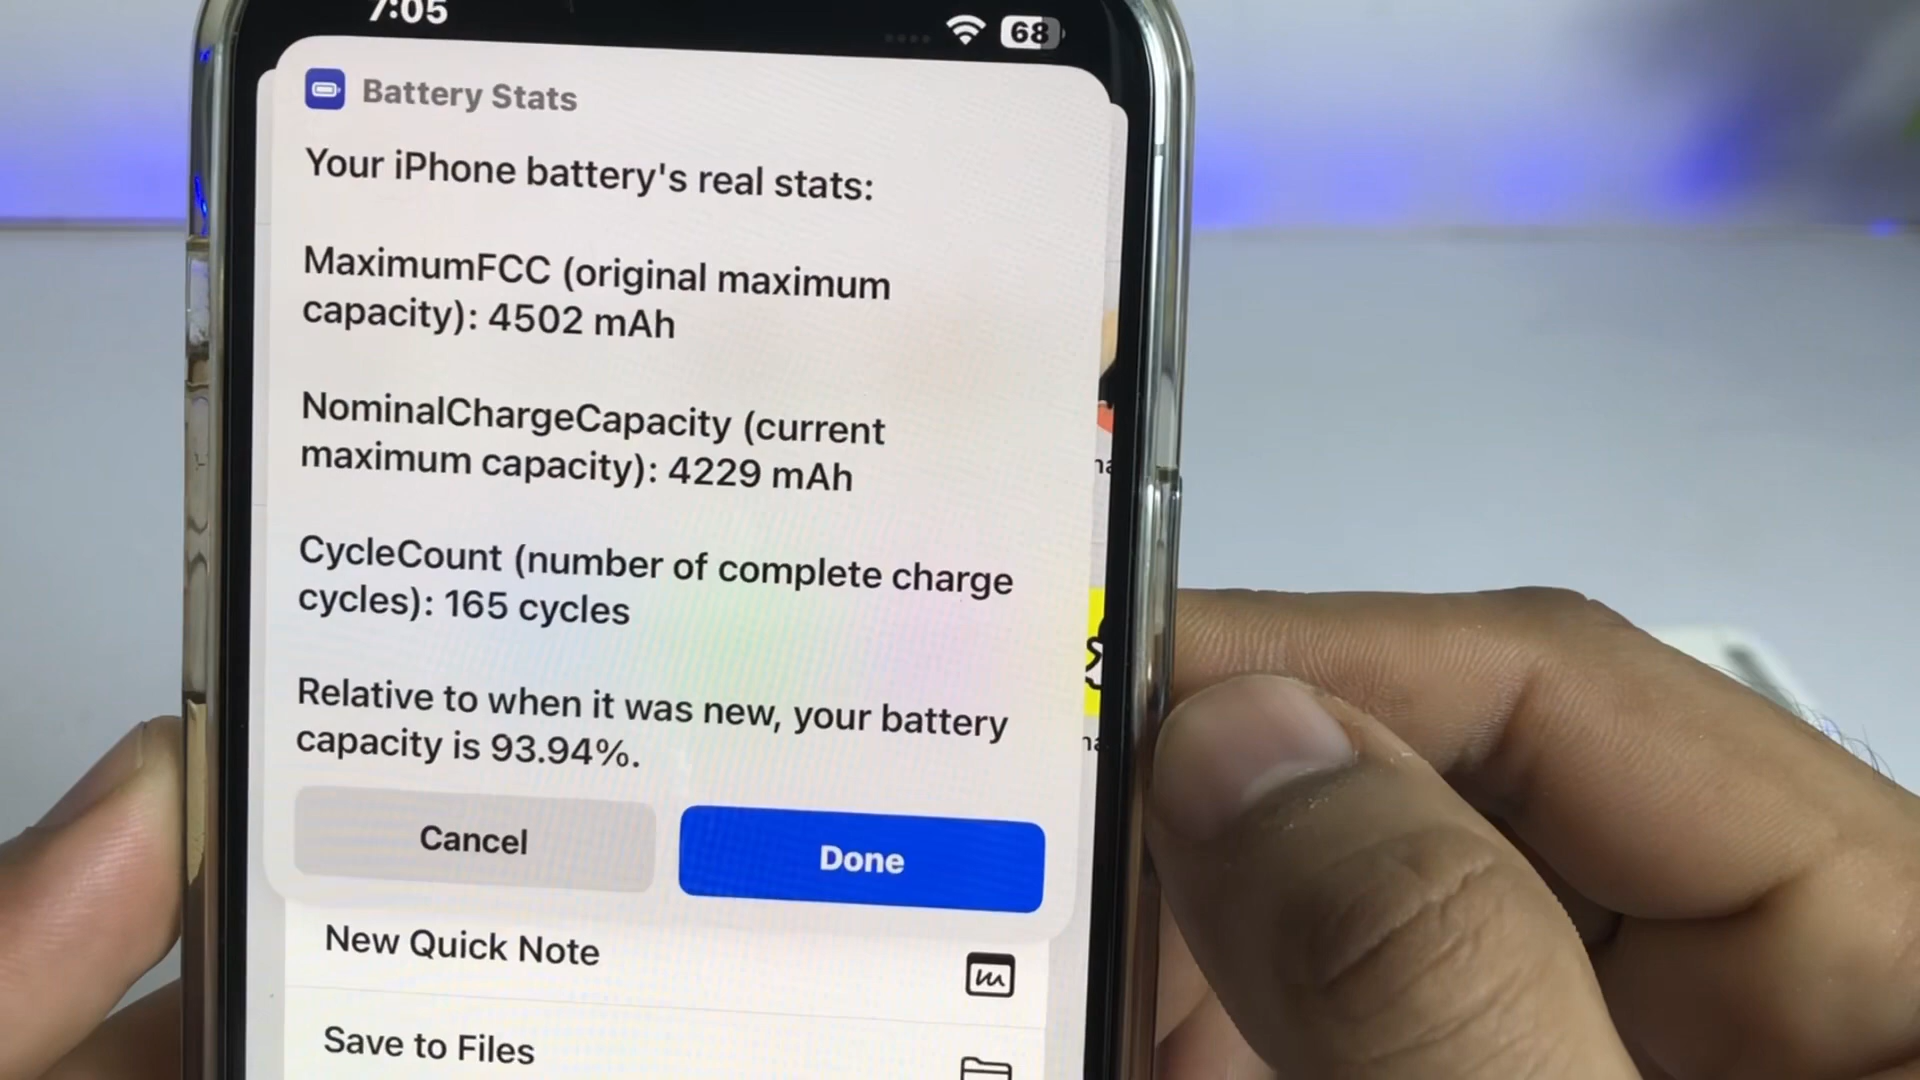 7:05
68
Battery Stats
Your iPhone battery's real stats:
MaximumFCC (original maximum
capacity): 4502 mAh
NominalChargeCapacity (current
maximum capacity): 4229 mAh
CycleCount (number of complete charge
cycles): 165 cycles
Relative to when it was new, your battery
capacity is 93.94%.
Cancel
Done
New Quick Note
Save to Files